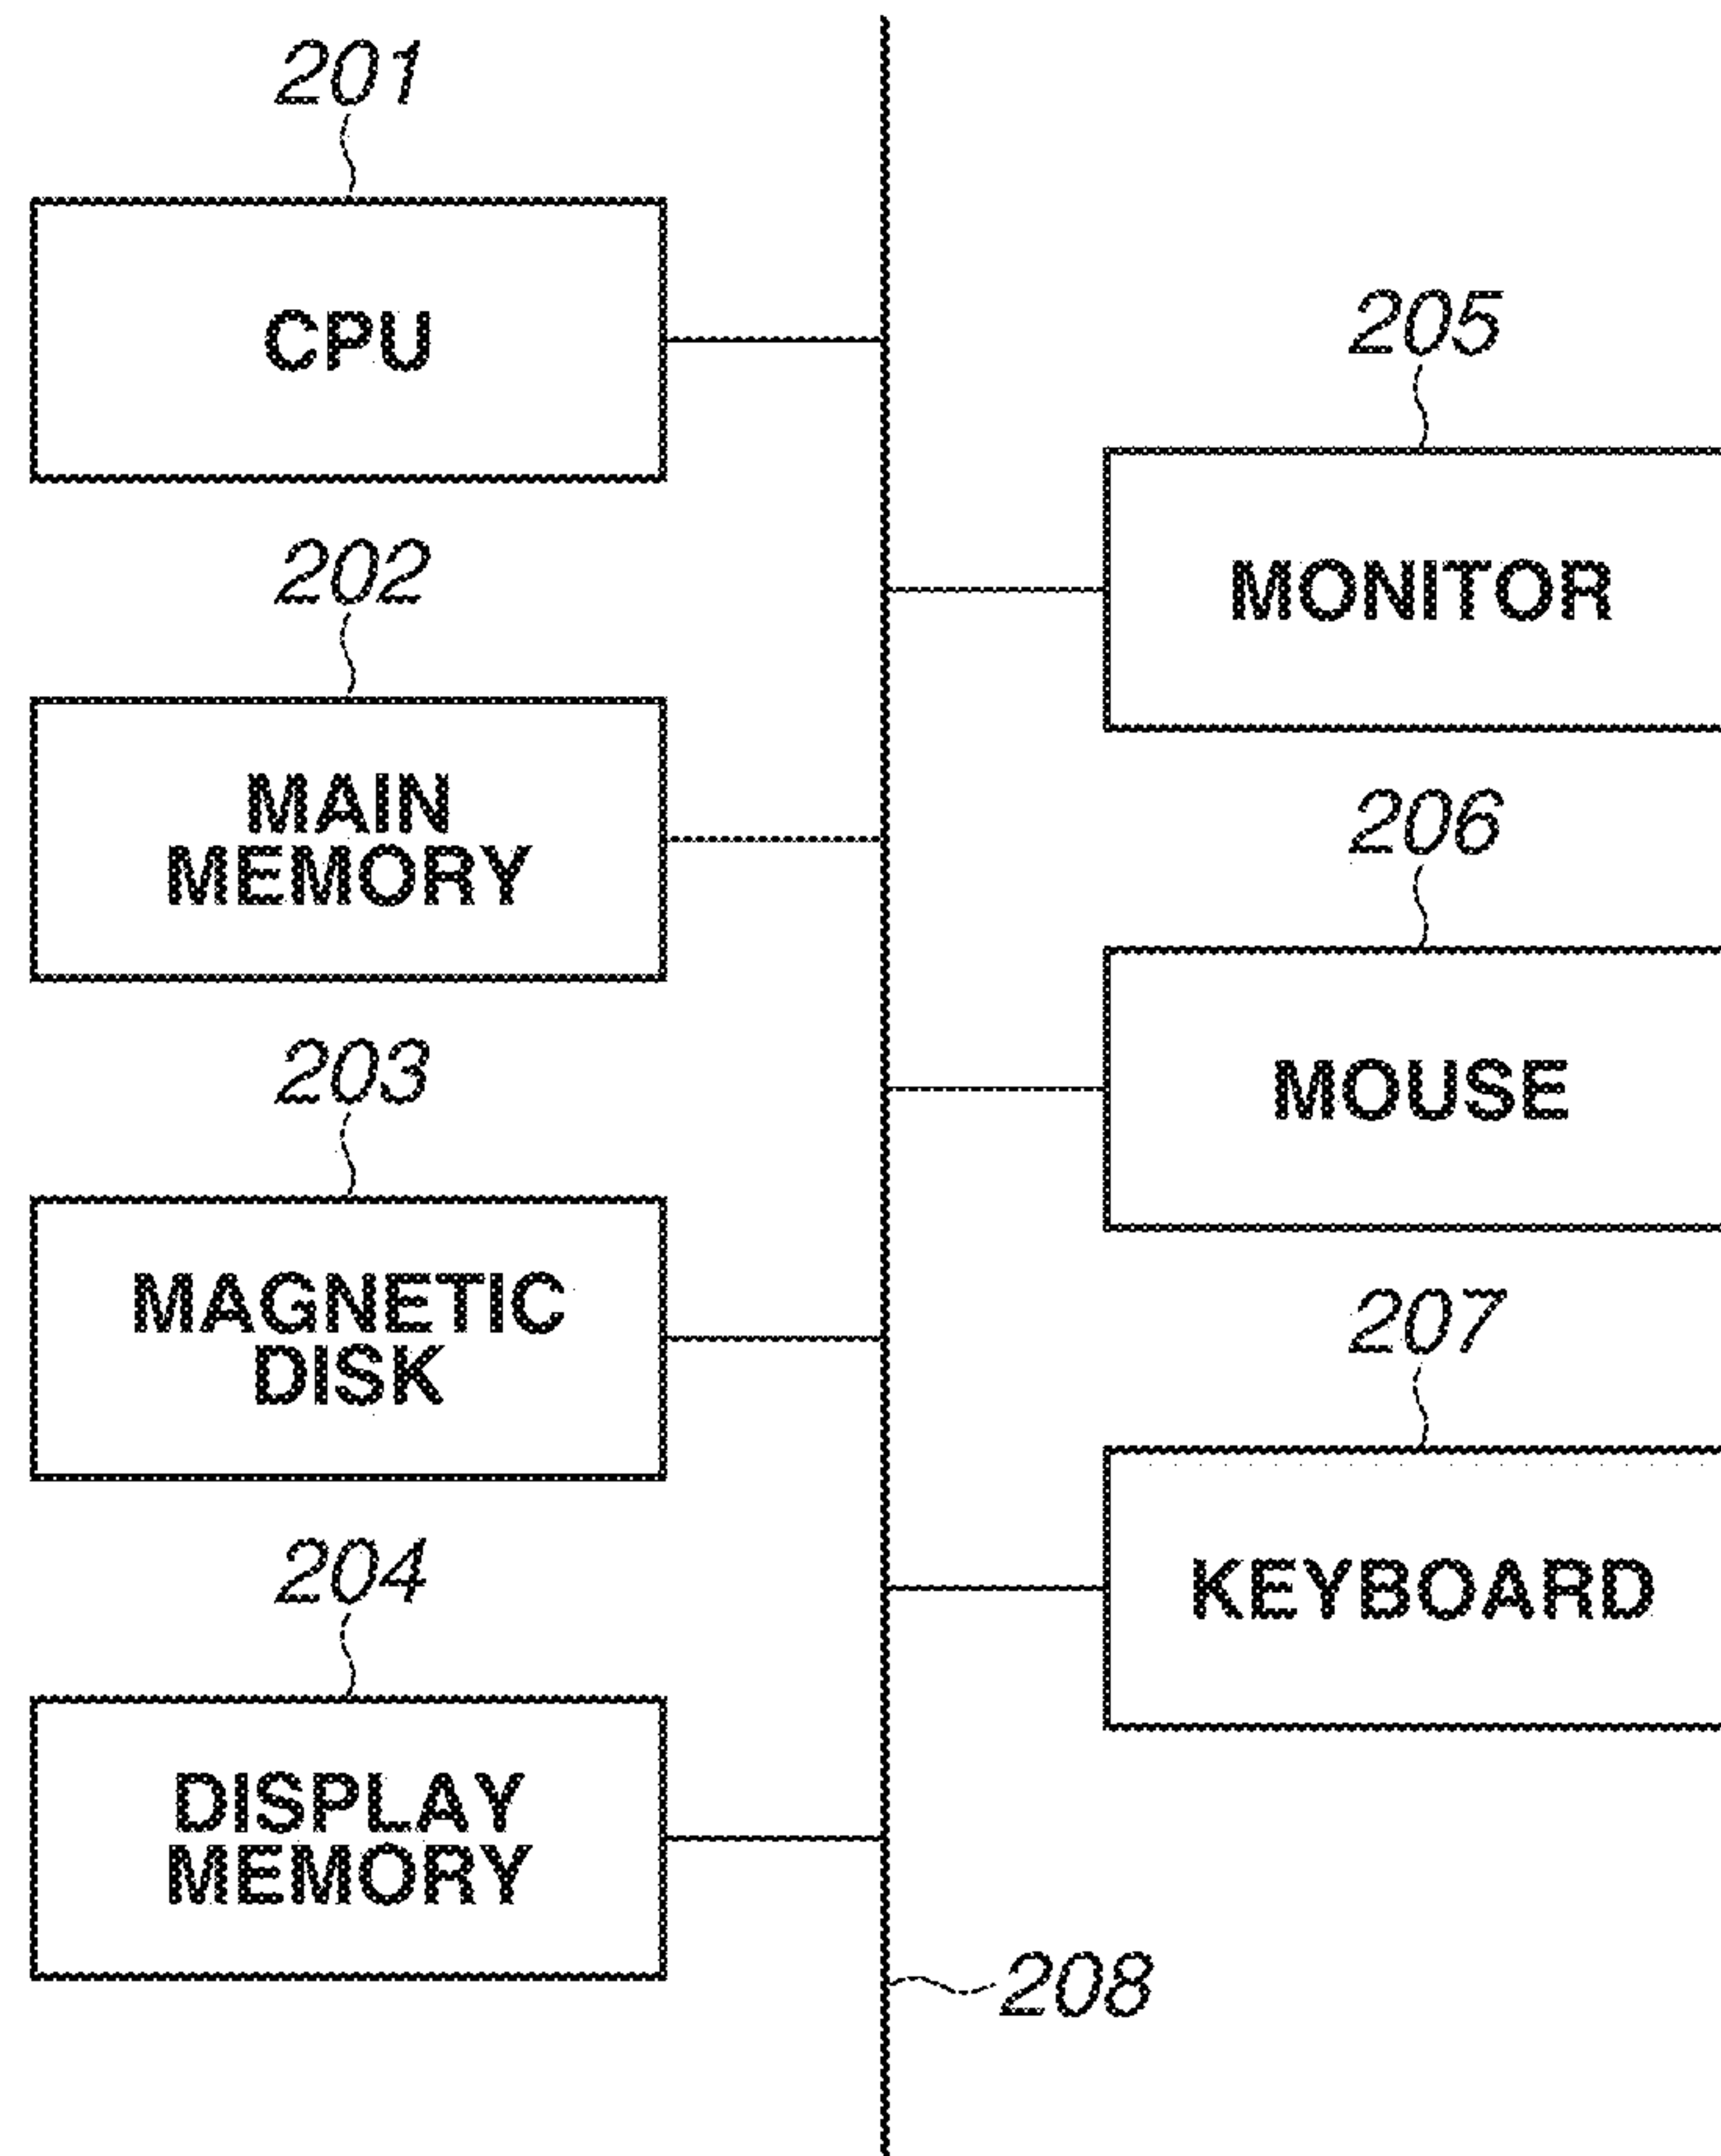 201
CPU
202
MAIN
MEMORY
203
MAGNETIC
DISK
204
DISPLAY
MEMORY
205
MONITOR
206
MOUSE
207
KEYBOARD
208